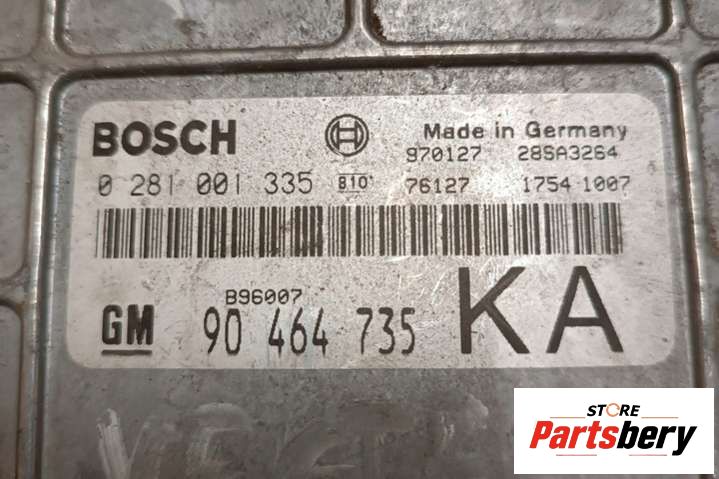 BOSCH
Made in Germany
970127 28SA3264
0 281 001 335 B10 76127 1754 1007
B96007
GM 90 464 735 KA
STORE
Partsbery